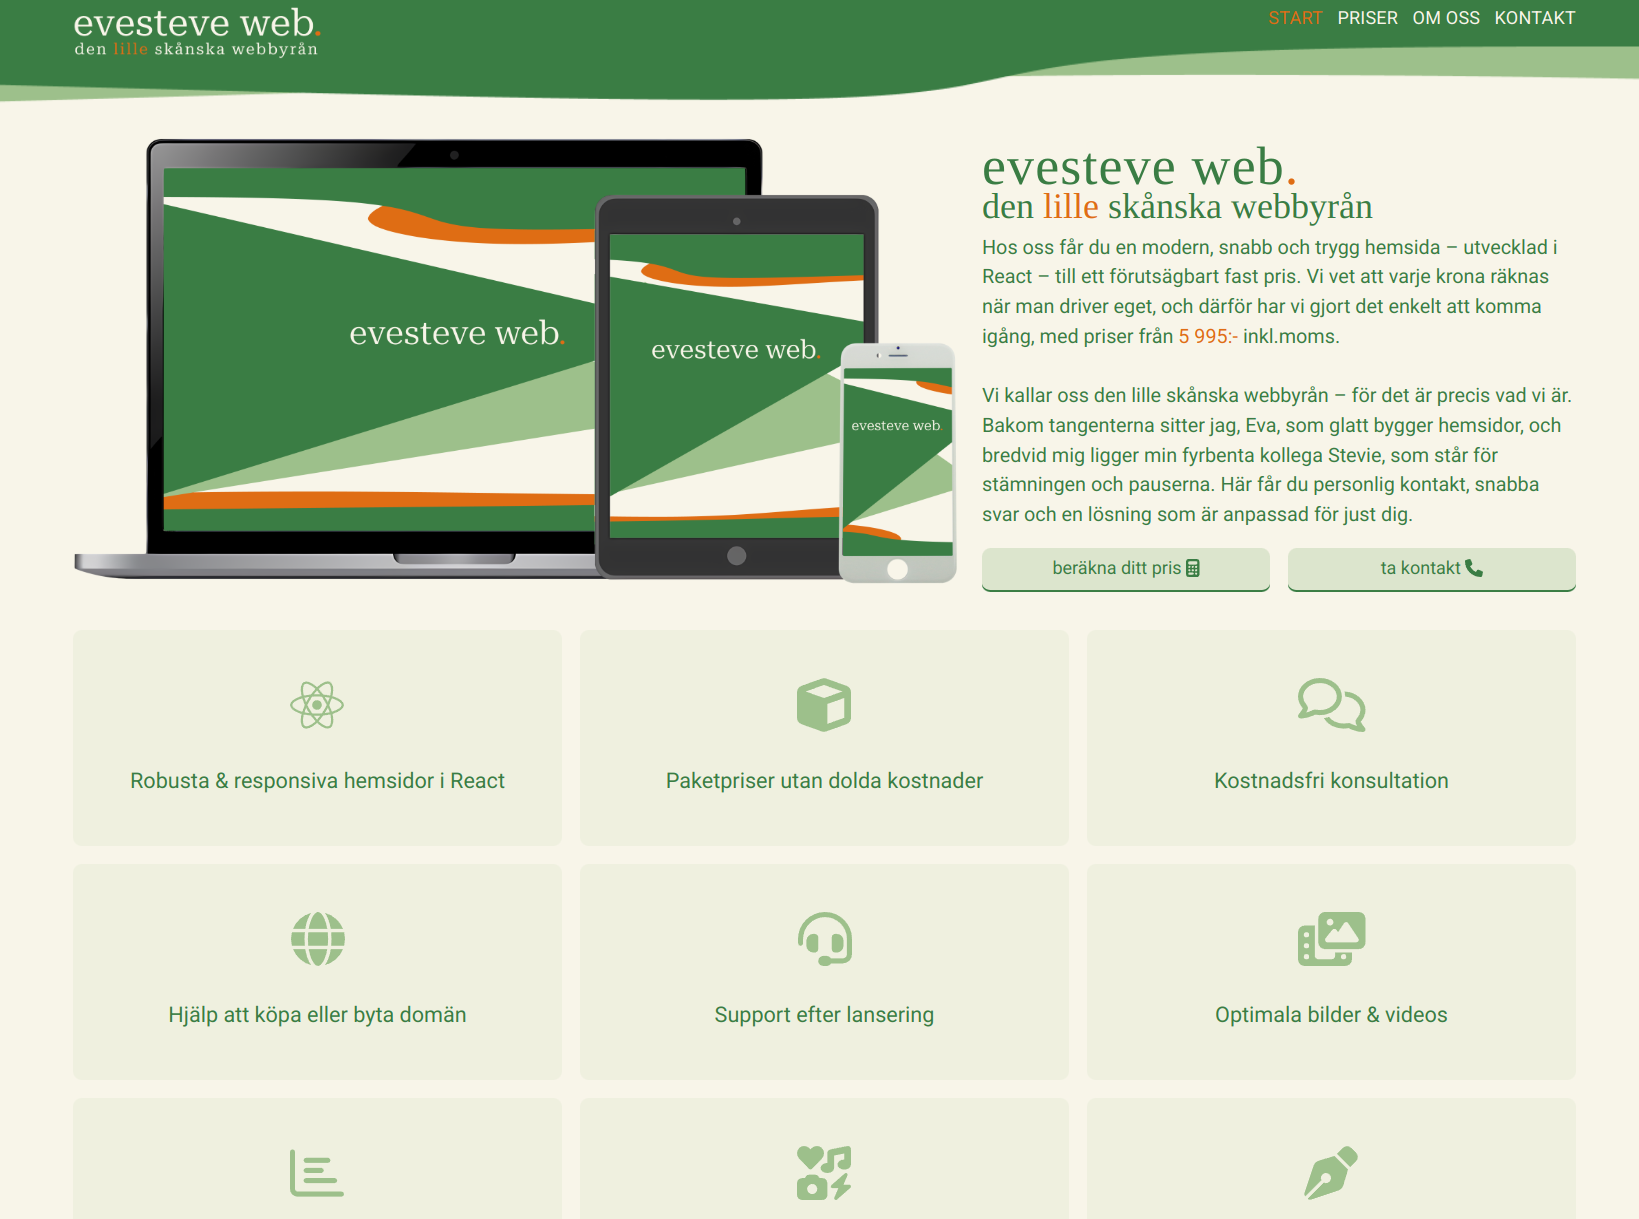 evesteve web.
den lille skånska webbyrån
START PRISER OM OSS KONTAKT
evesteve web.
evesteve web.
evesteve web.
evesteve web.
den lille skånska webbyrån
Hos oss får du en modern, snabb och trygg hemsida – utvecklad i
React – till ett förutsägbart fast pris. Vi vet att varje krona räknas
när man driver eget, och därför har vi gjort det enkelt att komma
igång, med priser från 5 995:- inkl.moms.
Vi kallar oss den lille skånska webbyrån – för det är precis vad vi är.
Bakom tangenterna sitter jag, Eva, som glatt bygger hemsidor, och
bredvid mig ligger min fyrbenta kollega Stevie, som står för
stämningen och pauserna. Här får du personlig kontakt, snabba
svar och en lösning som är anpassad för just dig.
beräkna ditt pris
ta kontakt
Robusta & responsiva hemsidor i React
Paketpriser utan dolda kostnader
Kostnadsfri konsultation
Hjälp att köpa eller byta domän
Support efter lansering
Optimala bilder & videos